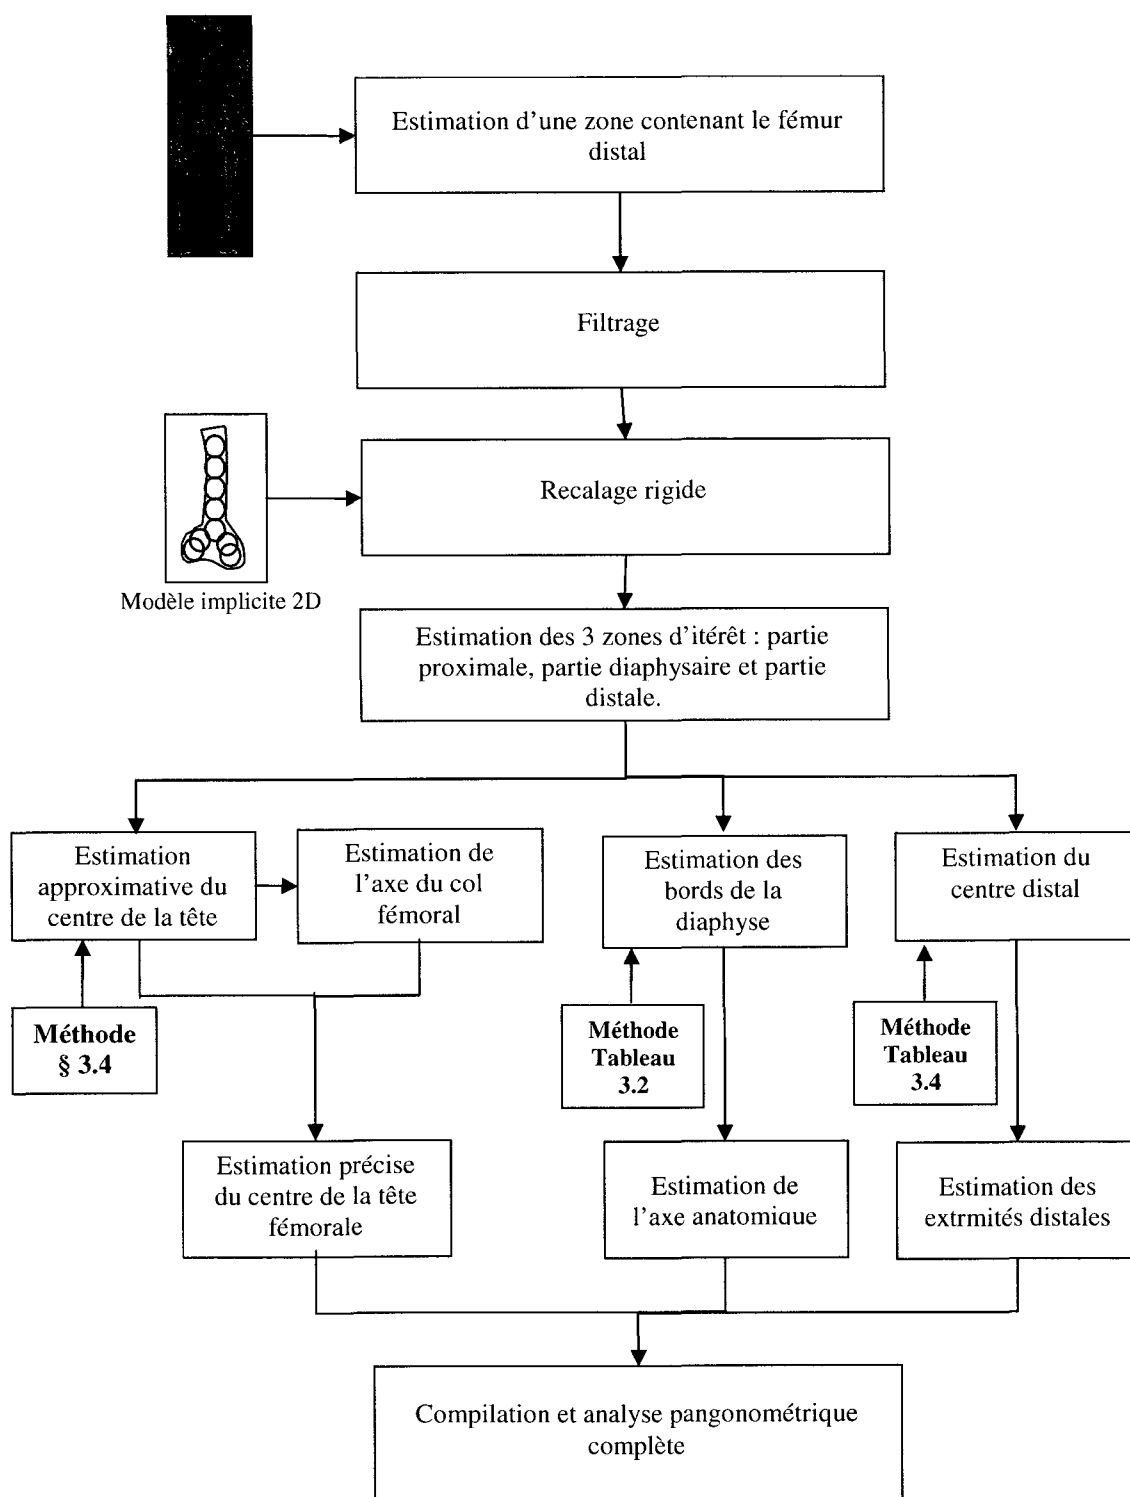 Estimation d'une zone contenant le fémur
distal
Filtrage
Recalage rigide
Modèle implicite 2D
Estimation des 3 zones d'itérêt : partie
proximale, partie diaphysaire et partie
distale.
Estimation
approximative du
centre de la tête
Estimation de
l'axe du col
fémoral
Estimation des
bords de la
diaphyse
Estimation du
centre distal
Méthode
§ 3.4
Méthode
Tableau
3.2
Méthode
Tableau
3.4
Estimation précise
du centre de la tête
fémorale
Estimation de
l'axe anatomique
Estimation des
extrmités distales
Compilation et analyse pangonométrique
complète